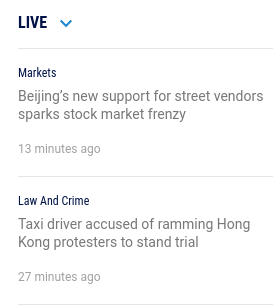 LIVE
Markets
Beijing’s new support for street vendors
sparks stock market frenzy
13 minutes ago
Law And Crime
Taxi driver accused of ramming Hong
Kong protesters to stand trial
27 minutes ago